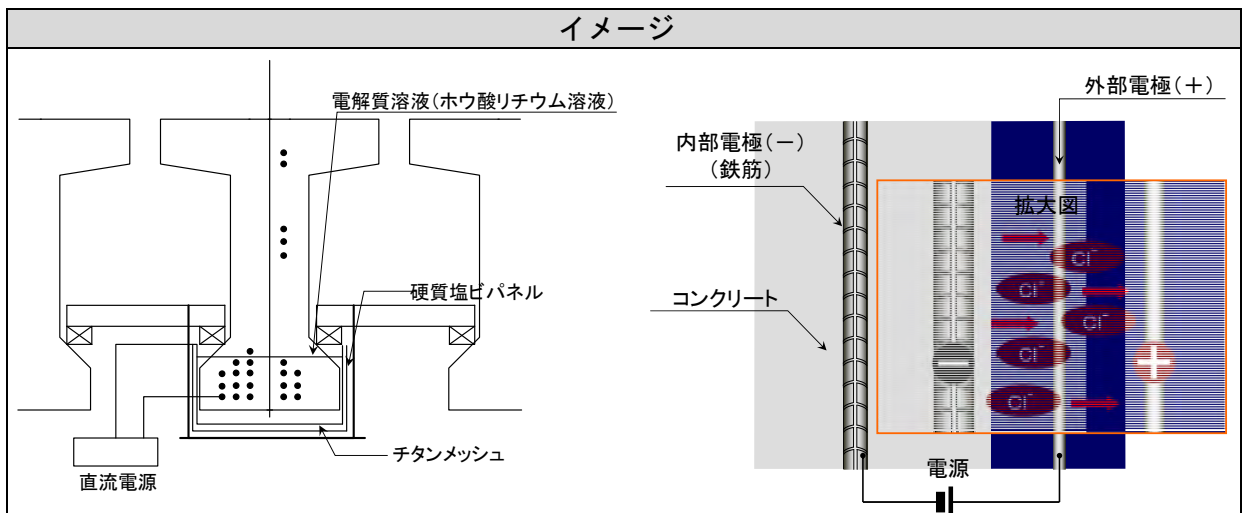 イメージ
電解質溶液(ホウ酸リチウム溶液)
硬質塩ビパネル
チタンメッシュ
直流電源
外部電極(＋)
内部電極(－)
(鉄筋)
拡大図
コンクリート
Cl⁻
Cl⁻
Cl⁻
Cl⁻
Cl⁻
電源